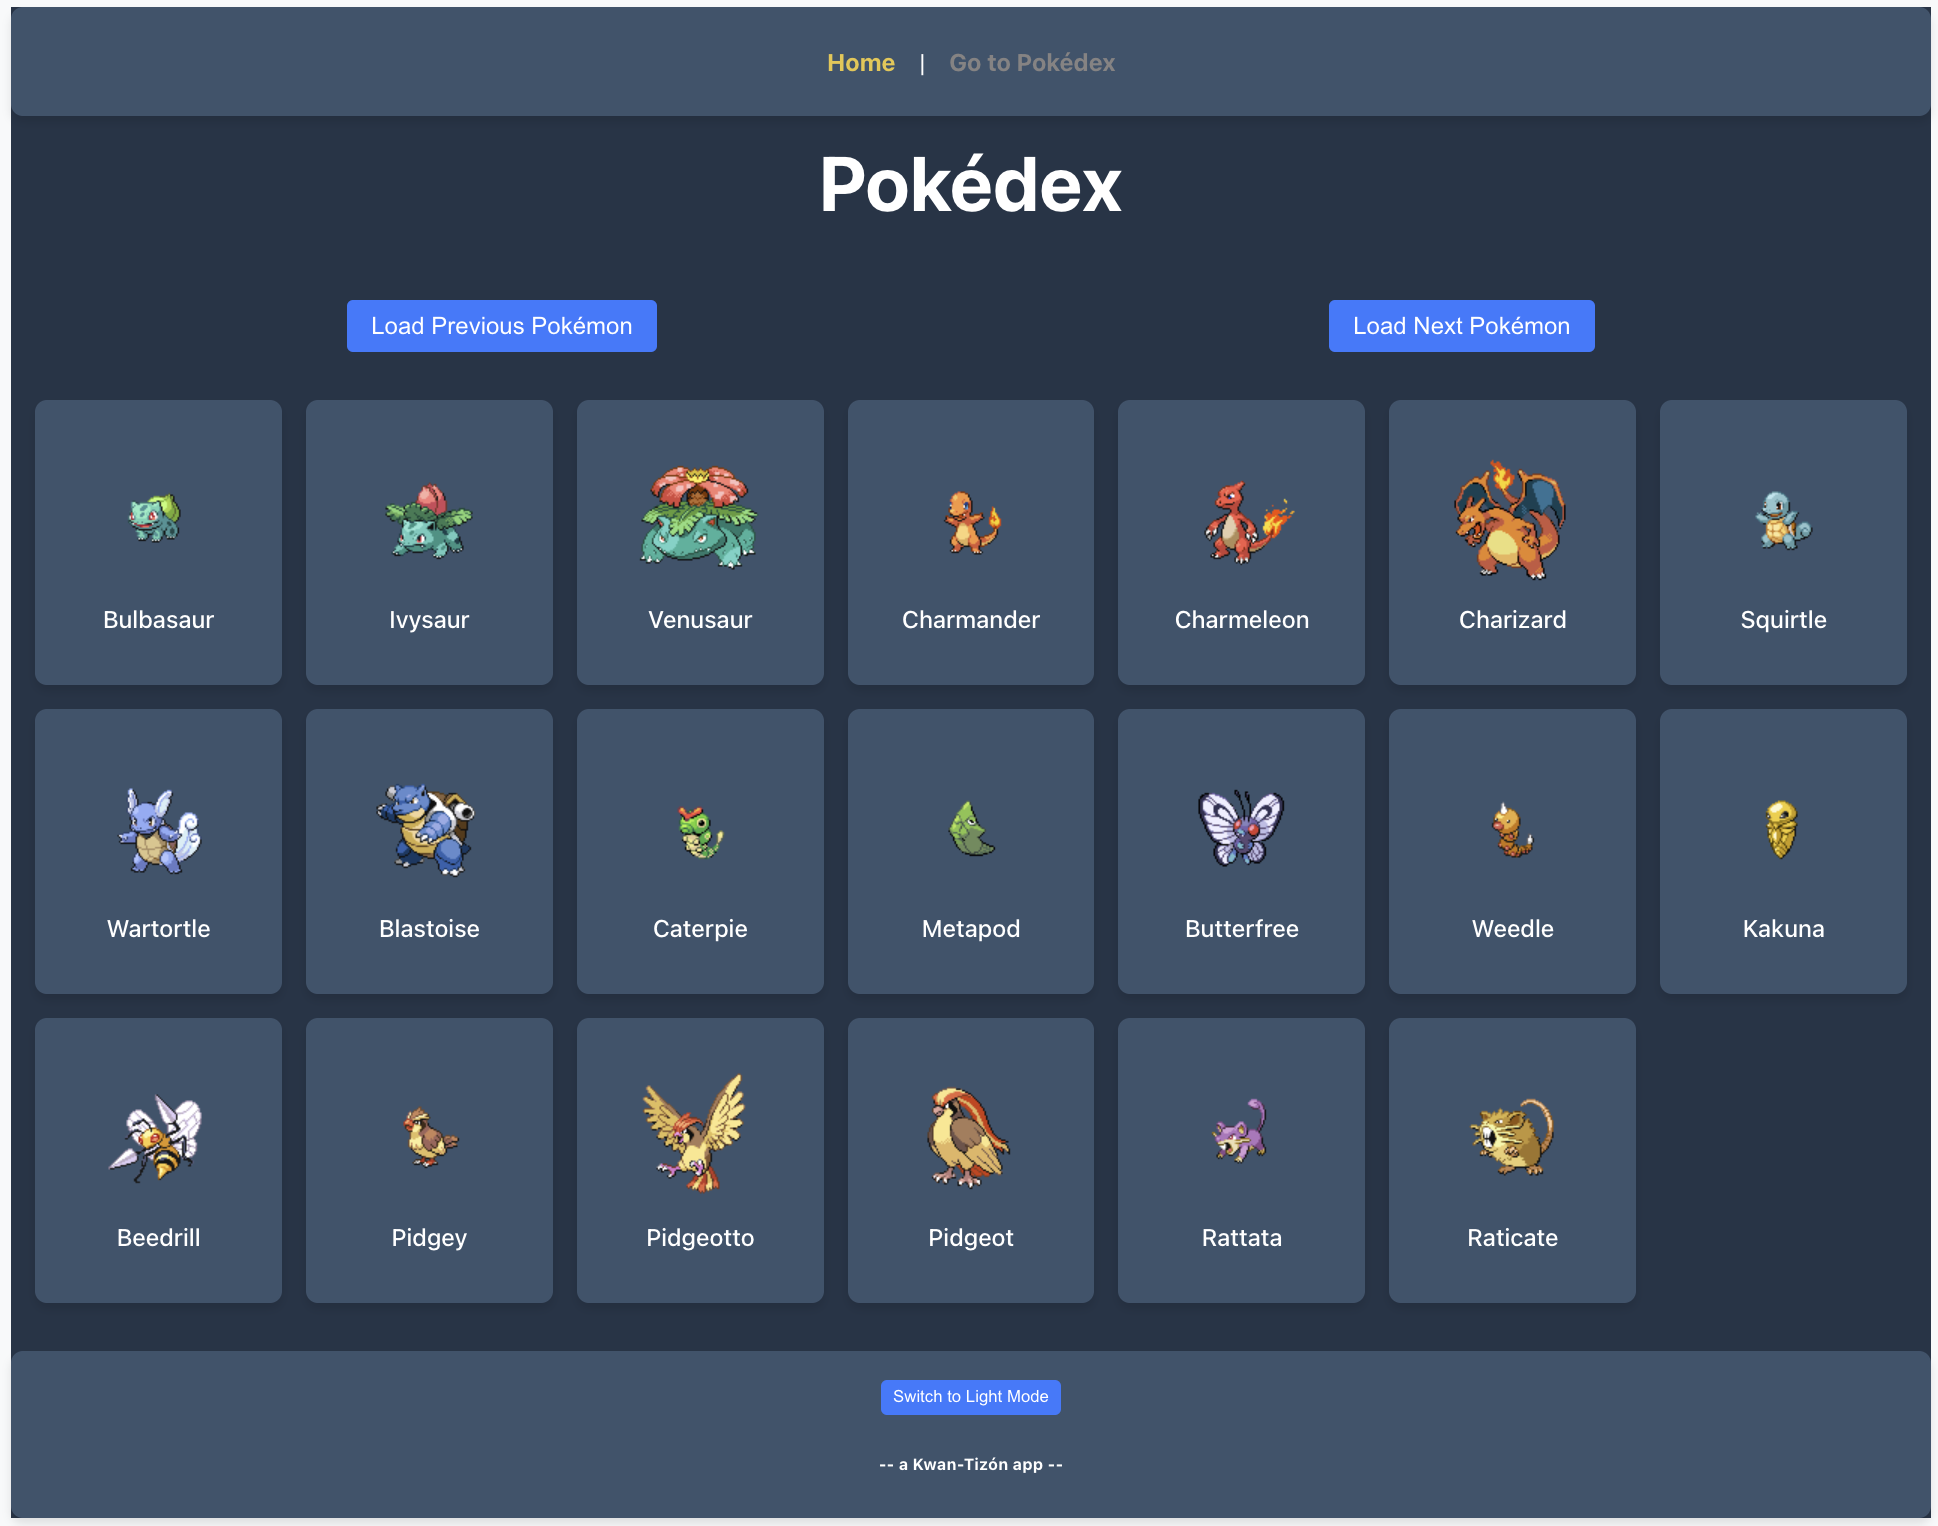 Home | Go to Pokédex
Pokédex
Load Previous Pokémon Load Next Pokémon
Bulbasaur Ivysaur Venusaur Charmander Charmeleon Charizard Squirtle
Wartortle Blastoise Caterpie Metapod Butterfree Weedle Kakuna
Beedrill Pidgey Pidgeotto Pidgeot Rattata Raticate
Switch to Light Mode
-- a Kwan-Tizón app --